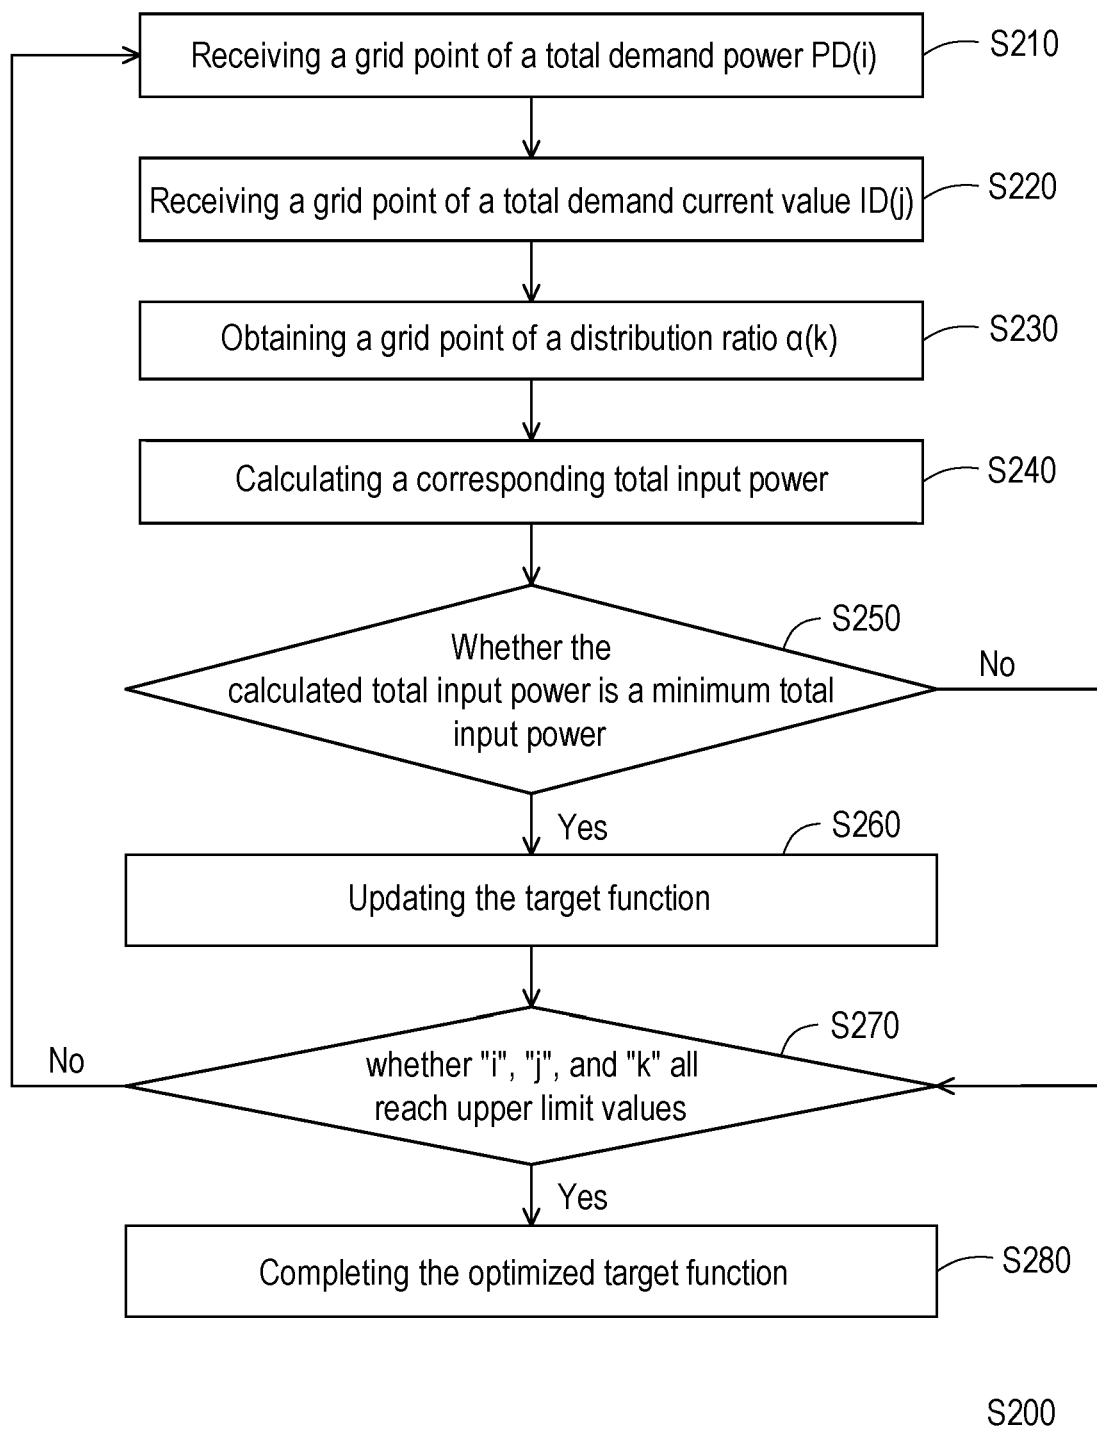 Receiving a grid point of a total demand power PD(i)
S210
Receiving a grid point of a total demand current value ID(j)
S220
Obtaining a grid point of a distribution ratio α(k)
S230
Calculating a corresponding total input power
S240
Whether the
calculated total input power is a minimum total
input power
S250
No
Yes
S260
Updating the target function
S270
whether "i", "j", and "k" all
reach upper limit values
No
Yes
Completing the optimized target function
S280
S200